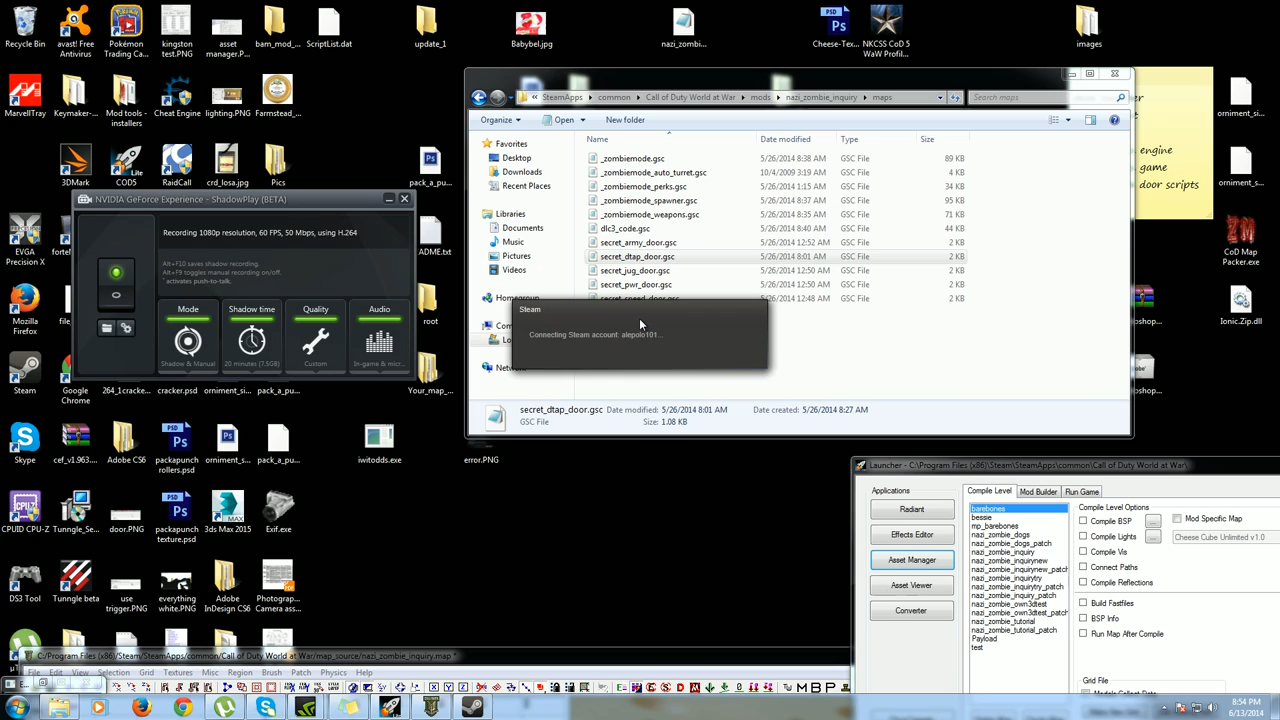 Recycle Bin
avast! Free
Antivirus
Pokémon
Trading Ca...
kingston
test.PNG
asset
manager.P...
bam_mod_...
ScriptList.dat
update_1
Babybel.jpg
nazi_zombi...
Cheese-Tex...
NKCSS CoD 5
WaW Profil...
images
MarvellTray
Mod tools -
installers
Keymaker-...
Cheat Engine
lighting.PNG
Farmstead_...
3DMark
COD5
RaidCall
crd_losa.jpg
Pics
pack_a_pu...
SteamApps
common
Call of Duty World at War
mods
nazi_zombie_inquiry
maps
Search maps
Organize
Open
New folder
Name
Date modified
Type
Size
Favorites
Desktop
Downloads
Recent Places
Libraries
Documents
Music
Pictures
Videos
Homegroup
_zombiemode.gsc 5/26/2014 8:38 AM GSC File 89 KB
_zombiemode_auto_turret.gsc 10/4/2009 3:19 AM GSC File 4 KB
_zombiemode_perks.gsc 5/26/2014 1:15 AM GSC File 34 KB
_zombiemode_spawner.gsc 5/26/2014 8:37 AM GSC File 95 KB
_zombiemode_weapons.gsc 5/26/2014 8:35 AM GSC File 71 KB
dlc3_code.gsc 5/26/2014 8:40 AM GSC File 44 KB
secret_army_door.gsc 5/26/2014 12:52 AM GSC File 2 KB
secret_dtap_door.gsc 5/26/2014 8:01 AM GSC File 2 KB
secret_jug_door.gsc 5/26/2014 12:50 AM GSC File 2 KB
secret_pwr_door.gsc 5/26/2014 12:50 AM GSC File 2 KB
secret_speed_door.gsc 5/26/2014 12:48 AM GSC File 2 KB
Steam
Connecting Steam account: alepolo101...
secret_dtap_door.gsc Date modified: 5/26/2014 8:01 AM Date created: 5/26/2014 8:27 AM
GSC File Size: 1.08 KB
engine
game
door scripts
orniment_si...
orniment_s...
CoD Map
Packer.exe
Ionic.Zip.dll
NVIDIA GeForce Experience - ShadowPlay (BETA)
Recording 1080p resolution, 60 FPS, 50 Mbps, using H.264
Alt+F10 saves shadow recording.
Alt+F9 toggles manual recording on/off.
* activates push-to-talk.
Mode
Shadow time
Quality
Audio
Shadow & Manual
20 minutes (7.5GB)
Custom
In-game & micr...
EVGA
Precision X
Mozilla
Firefox
Steam
Google
Chrome
264_1cracke...
cracker.psd
orniment_si...
pack_a_pu...
ADME.txt
root
Your_map_...
Skype
cef_v1.963....
Adobe CS6
packapunch
rollers.psd
orniment_s...
pack_a_pu...
iwitodds.exe
error.PNG
CPUID CPU-Z
Tunngle_Set...
door.PNG
packapunch
texture.psd
3ds Max 2015
Exif.exe
DS3 Tool
Tunngle beta
use
trigger.PNG
everything
white.PNG
Adobe
InDesign CS6
Photograp...
Camera ass...
Launcher - C:\Program Files (x86)\Steam\SteamApps\common\Call of Duty World at War\
Applications
Radiant
Effects Editor
Asset Manager
Asset Viewer
Converter
Compile Level
Mod Builder
Run Game
barebones
bessie
mp_barebones
nazi_zombie_dogs
nazi_zombie_dogs_patch
nazi_zombie_inquiry
nazi_zombie_inquirynew
nazi_zombie_inquirynew_patch
nazi_zombie_inquirytry
nazi_zombie_inquirytry_patch
nazi_zombie_inquiry_patch
nazi_zombie_own3dtest
nazi_zombie_own3dtest_patch
nazi_zombie_tutorial
nazi_zombie_tutorial_patch
Payload
test
Compile Level Options
Compile BSP
Compile Lights
Compile Vis
Connect Paths
Compile Reflections
Build Fastfiles
BSP Info
Run Map After Compile
Mod Specific Map
Cheese Cube Unlimited v1.0
Grid File
Models Collect Data
C:/Program Files (x86)/Steam/SteamApps/common/Call of Duty World at War/map_source/nazi_zombie_inquiry.map *
File Edit View Selection Grid Textures Misc Region Brush Patch Physics Help
M B P
8:54 PM
6/13/2014